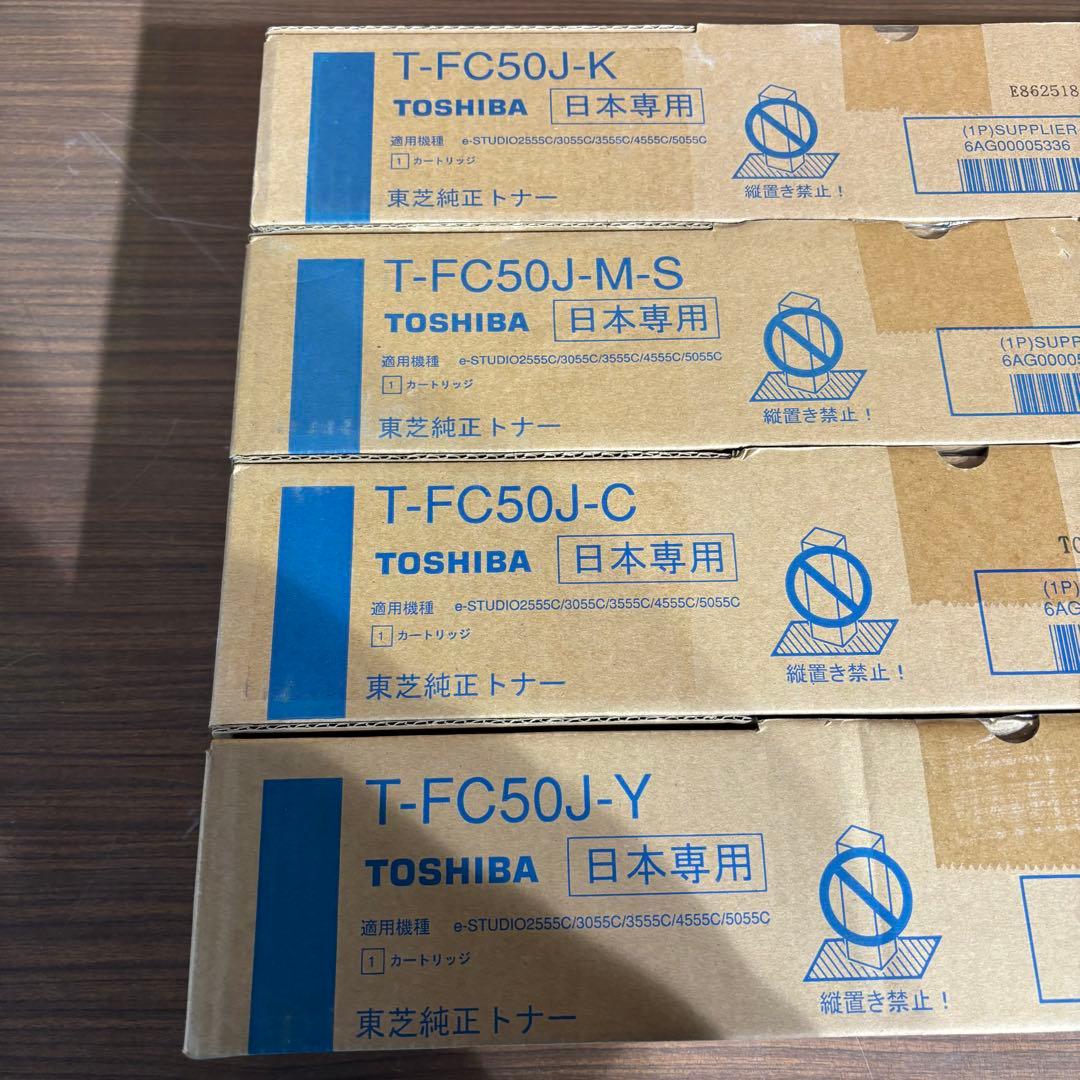 T-FC50J-K
TOSHIBA 日本専用
適用機種 e-STUDIO2555C/3055C/3555C/4555C/5055C
1 カートリッジ
東芝純正トナー
縦置き禁止！
E862518
(1P)SUPPLIER
6AG00005336
T-FC50J-M-S
TOSHIBA 日本専用
適用機種 e-STUDIO2555C/3055C/3555C/4555C/5055C
1 カートリッジ
東芝純正トナー
縦置き禁止！
(1P)SUPP
6AG00005
T-FC50J-C
TOSHIBA 日本専用
適用機種 e-STUDIO2555C/3055C/3555C/4555C/5055C
1 カートリッジ
東芝純正トナー
縦置き禁止！
(1P)
6AG
T-FC50J-Y
TOSHIBA 日本専用
適用機種 e-STUDIO2555C/3055C/3555C/4555C/5055C
1 カートリッジ
東芝純正トナー
縦置き禁止！